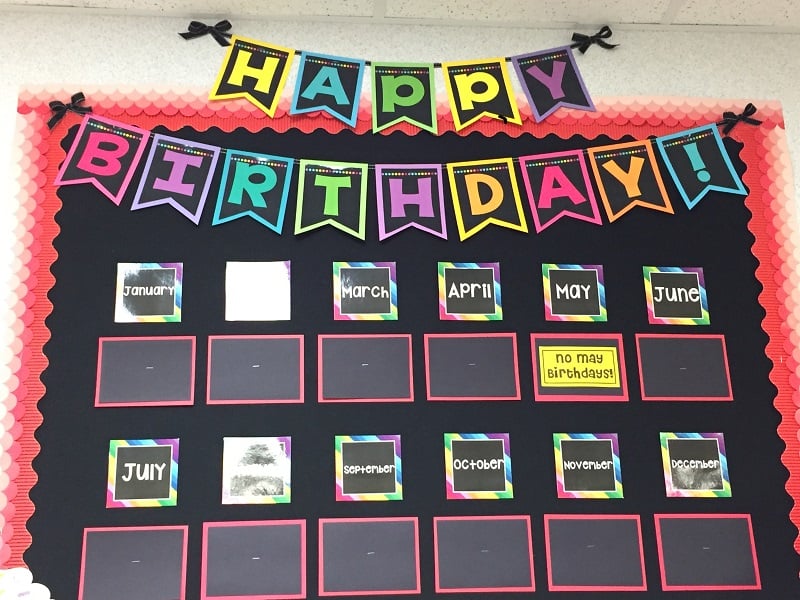 HAPPY
BIRTHDAY!
January
March
April
May
June
No May
Birthdays!
July
September
October
November
December